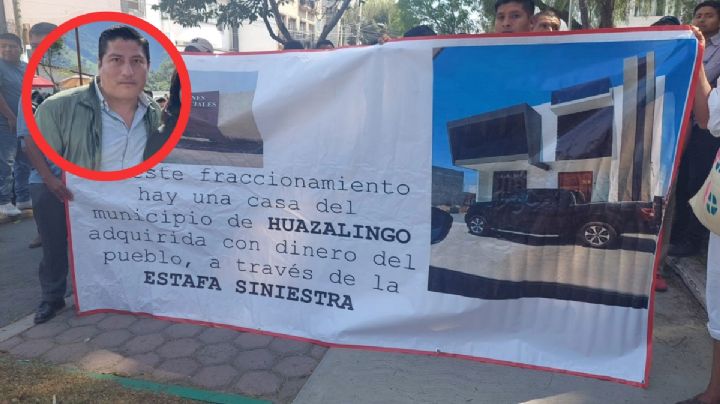 este fraccionamiento
hay una casa del
municipio de HUAZALINGO
adquirida con dinero del
pueblo, a través de la
ESTAFA SINIESTRA